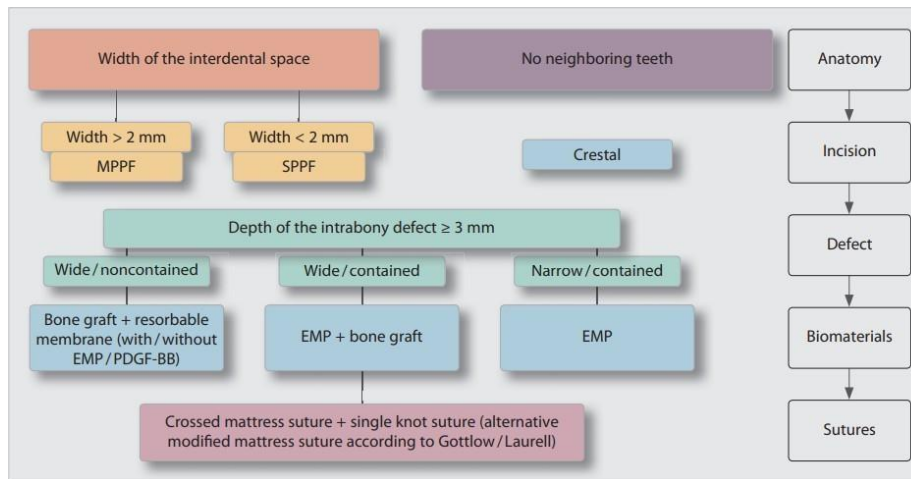 Width of the interdental space
No neighboring teeth
Anatomy
Width > 2 mm
Width < 2 mm
MPPF
SPPF
Crestal
Incision
Depth of the intrabony defect ≥ 3 mm
Defect
Wide/noncontained
Wide/contained
Narrow/contained
Bone graft + resorbable
membrane (with/without
EMP/PDGF-BB)
EMP + bone graft
EMP
Biomaterials
Crossed mattress suture + single knot suture (alternative
modified mattress suture according to Gottlow/Laurell)
Sutures